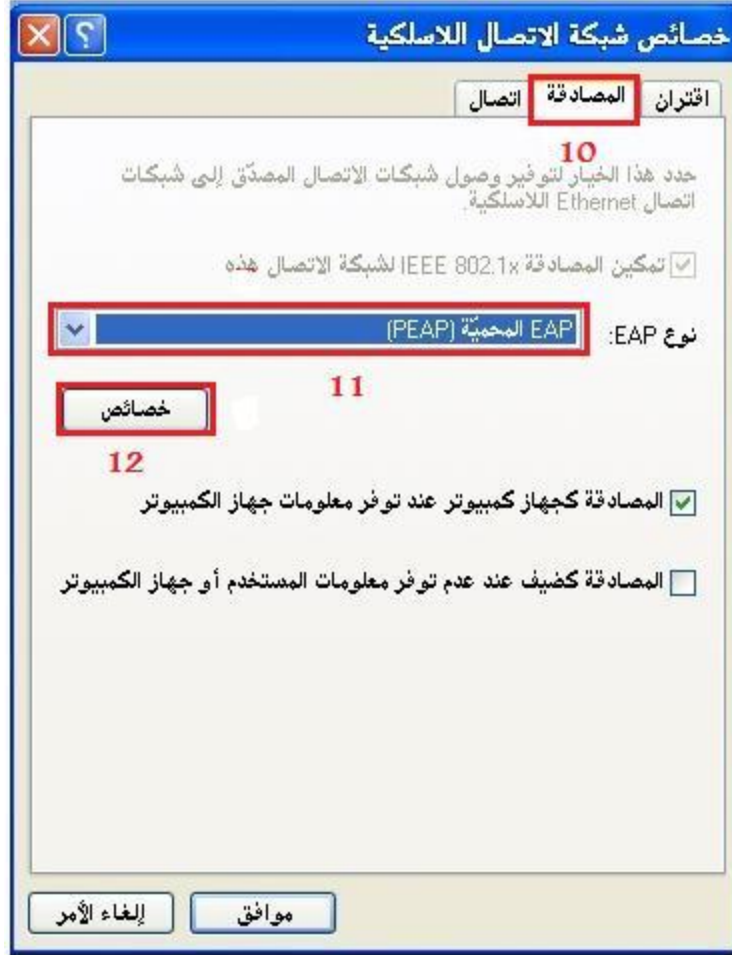 خصائص شبكة الاتصال اللاسلكية
اقتران المصادقة اتصال
10
حدد هذا الخيار لتوفير وصول شبكات الاتصال المصدّق إلى شبكات
اتصال Ethernet اللاسلكية.
تمكين المصادقة IEEE 802.1x لشبكة الاتصال هذه
نوع EAP: EAP المحميّة (PEAP)
11
خصائص
12
المصادقة كجهاز كمبيوتر عند توفر معلومات جهاز الكمبيوتر
المصادقة كضيف عند عدم توفر معلومات المستخدم أو جهاز الكمبيوتر
موافق إلغاء الأمر